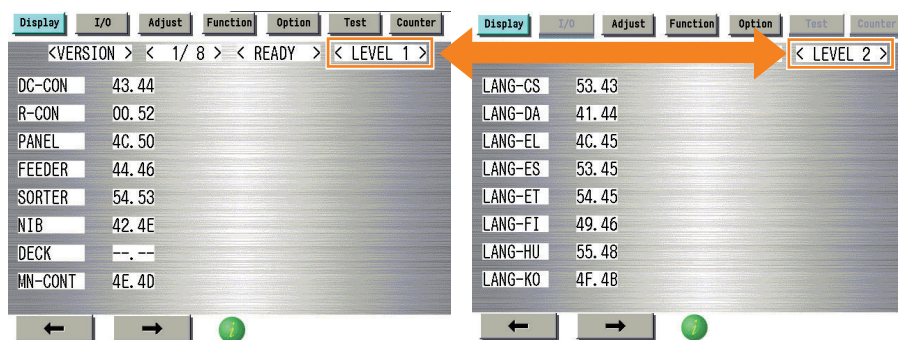 Display I/O Adjust Function Option Test Counter
<VERSION > < 1/ 8 > < READY > < LEVEL 1 >
DC-CON 43.44
R-CON 00.52
PANEL 4C.50
FEEDER 44.46
SORTER 54.53
NIB 42.4E
DECK --.--
MN-CONT 4E.4D
Display I/O Adjust Function Option Test Counter
< LEVEL 2 >
LANG-CS 53.43
LANG-DA 41.44
LANG-EL 4C.45
LANG-ES 53.45
LANG-ET 54.45
LANG-FI 49.46
LANG-HU 55.48
LANG-KO 4F.4B